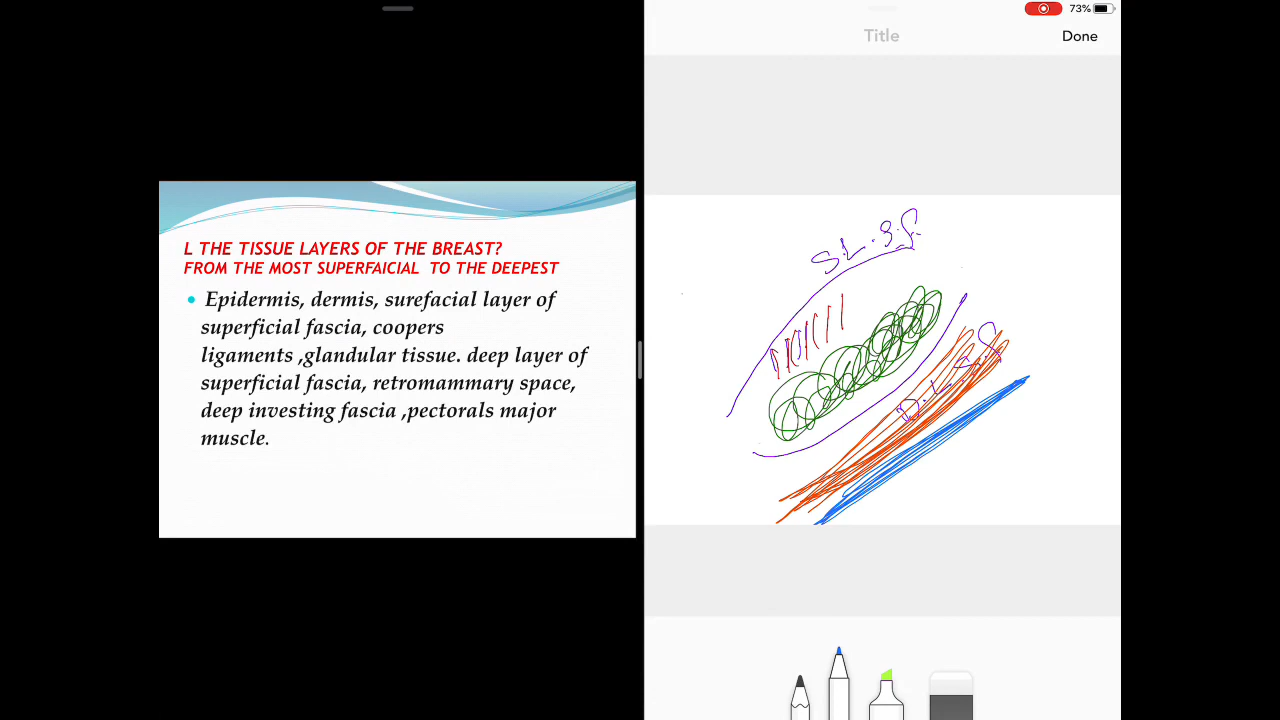 73%
Title
Done
L THE TISSUE LAYERS OF THE BREAST?
FROM THE MOST SUPERFAICIAL TO THE DEEPEST
Epidermis, dermis, surefacial layer of
superficial fascia, coopers
ligaments ,glandular tissue. deep layer of
superficial fascia, retromammary space,
deep investing fascia ,pectorals major
muscle.
S.L.S.F
D.L.S.F